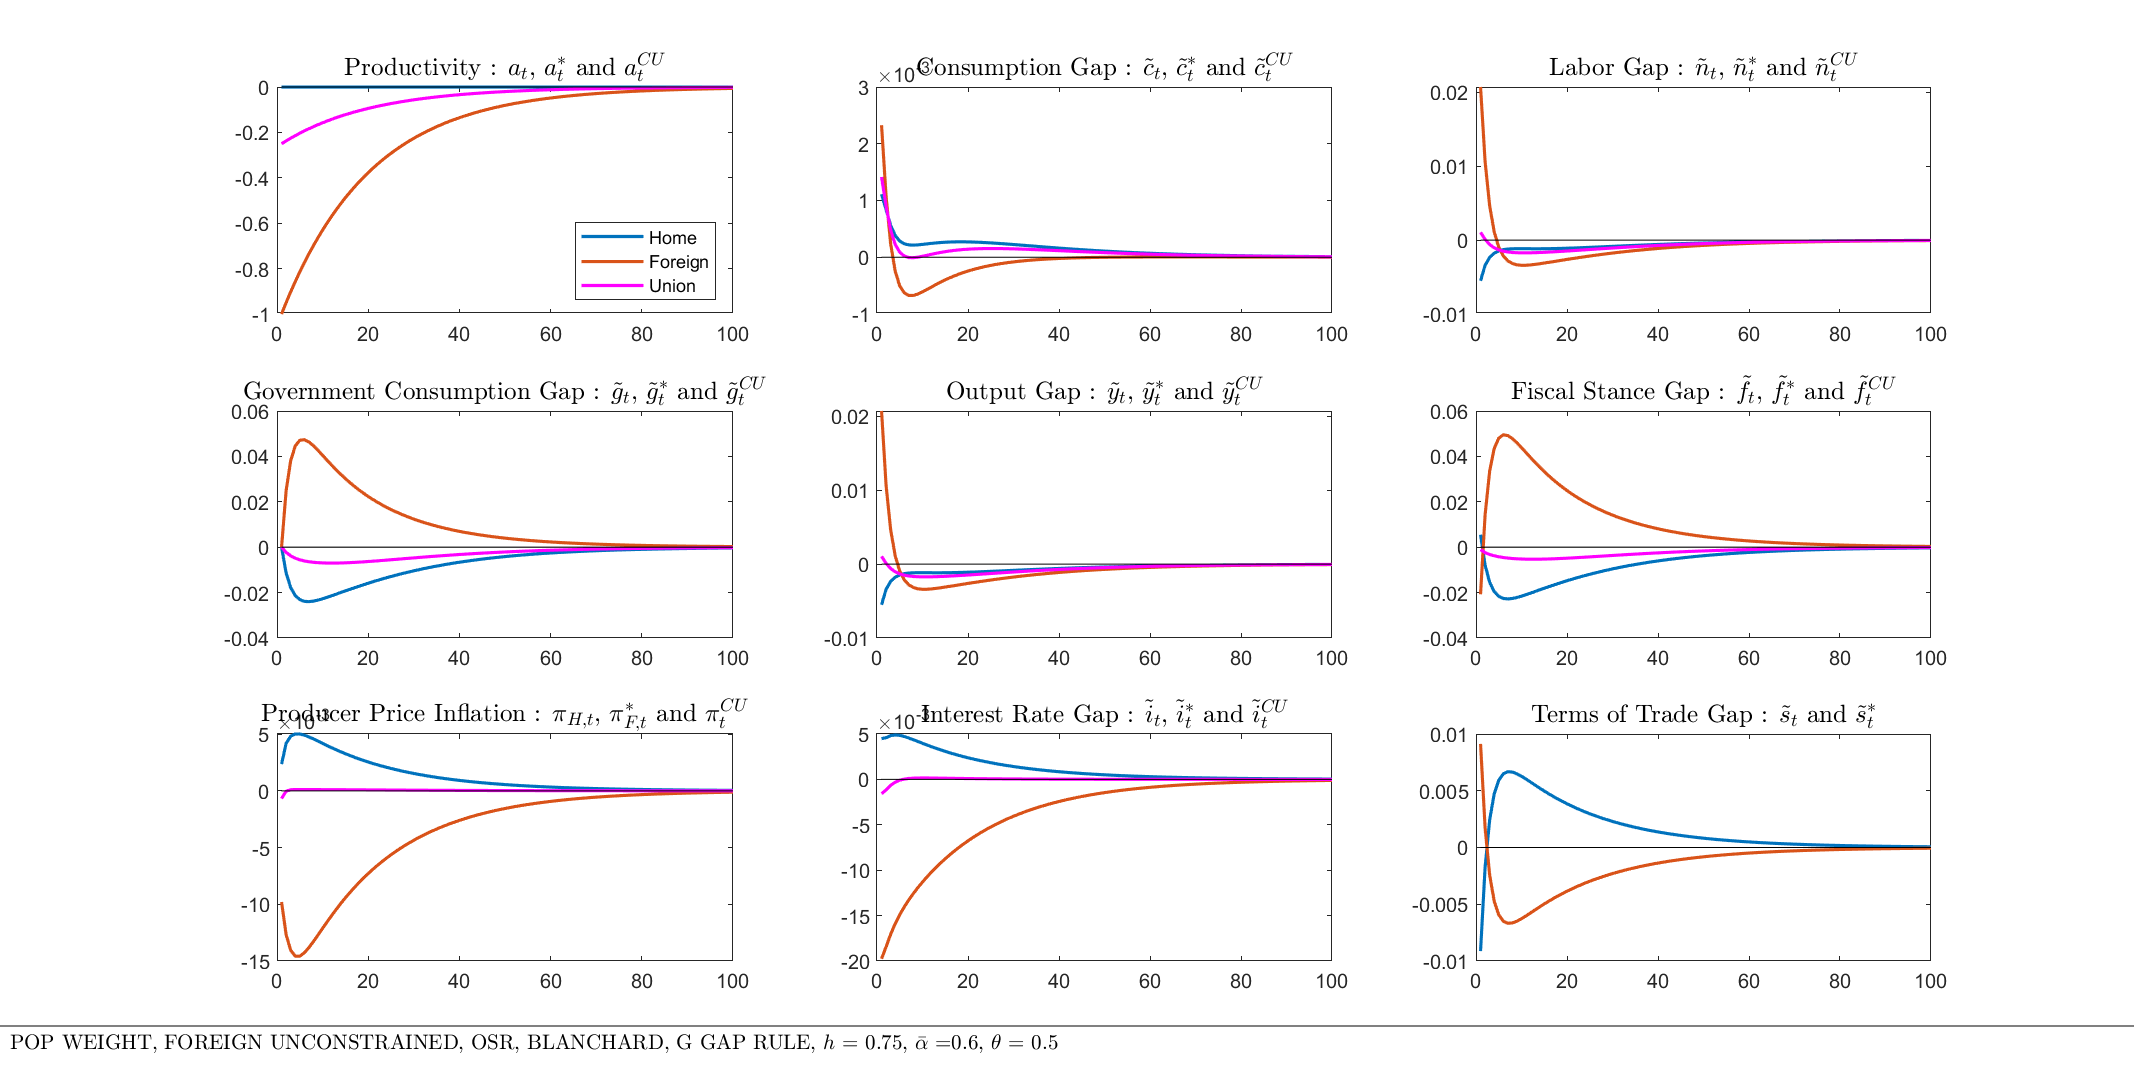 Productivity : a_t, a_t^* and a_t^{CU}
0
-0.2
-0.4
-0.6
-0.8
-1
0 20 40 60 80 100
Home
Foreign
Union
Consumption Gap : c̃_t, c̃_t^* and c̃_t^{CU}
×10^{-3}
3
2
1
0
-1
0 20 40 60 80 100
Labor Gap : ñ_t, ñ_t^* and ñ_t^{CU}
0.02
0.01
0
-0.01
0 20 40 60 80 100
Government Consumption Gap : g̃_t, g̃_t^* and g̃_t^{CU}
0.06
0.04
0.02
0
-0.02
-0.04
0 20 40 60 80 100
Output Gap : ỹ_t, ỹ_t^* and ỹ_t^{CU}
0.02
0.01
0
-0.01
0 20 40 60 80 100
Fiscal Stance Gap : f̃_t, f̃_t^* and f̃_t^{CU}
0.06
0.04
0.02
0
-0.02
-0.04
0 20 40 60 80 100
Producer Price Inflation : π_{H,t}, π_{F,t}^* and π_t^{CU}
×10^{-3}
5
0
-5
-10
-15
0 20 40 60 80 100
Interest Rate Gap : ĩ_t, ĩ_t^* and ĩ_t^{CU}
×10^{-3}
5
0
-5
-10
-15
-20
0 20 40 60 80 100
Terms of Trade Gap : s̃_t and s̃_t^*
0.01
0.005
0
-0.005
-0.01
0 20 40 60 80 100
POP WEIGHT, FOREIGN UNCONSTRAINED, OSR, BLANCHARD, G GAP RULE, h = 0.75, ᾱ =0.6, θ = 0.5